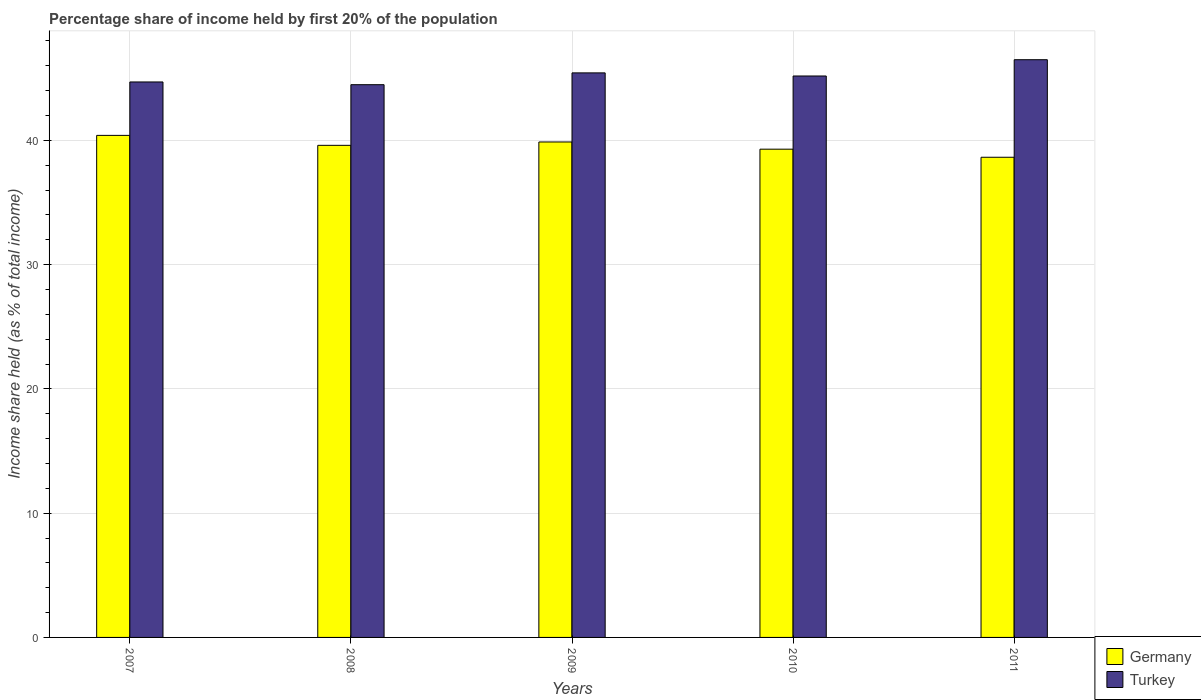 Percentage share of income held by first 20% of the population
Income share held (as % of total income)
40
30
20
10
0
2007
2008
2009
2010
2011
Years
Germany
Turkey